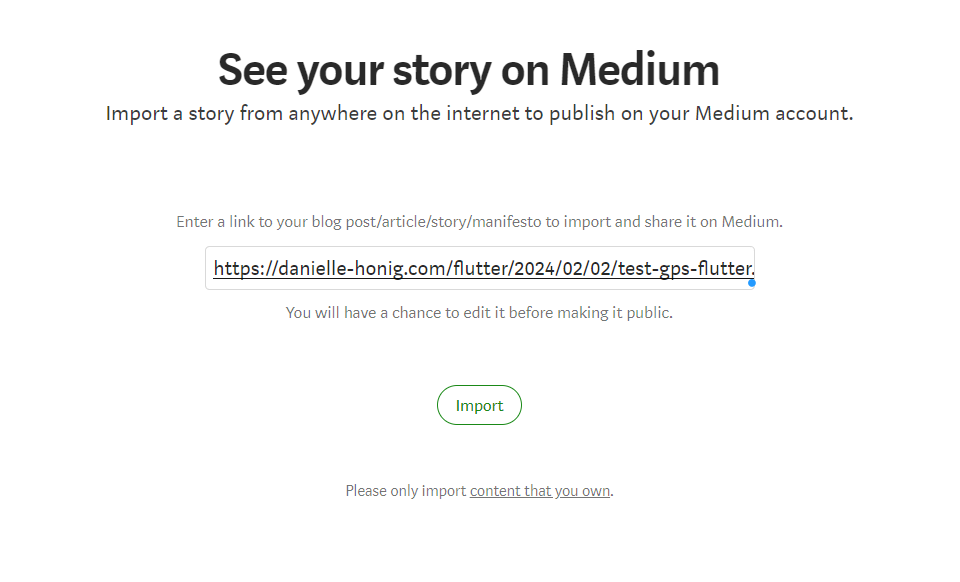 See your story on Medium
Import a story from anywhere on the internet to publish on your Medium account.
Enter a link to your blog post/article/story/manifesto to import and share it on Medium.
https://danielle-honig.com/flutter/2024/02/02/test-gps-flutter.
You will have a chance to edit it before making it public.
Import
Please only import content that you own.